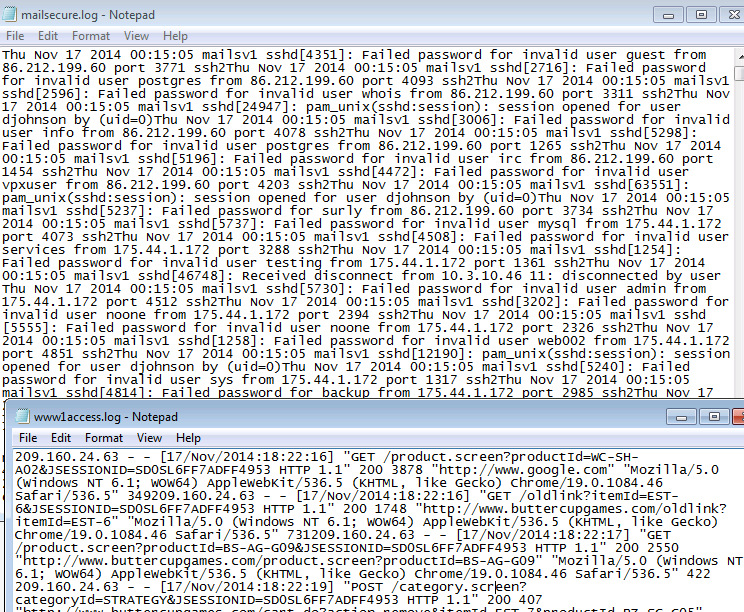 mailsecure.log - Notepad
File Edit Format View Help
Thu Nov 17 2014 00:15:05 mailsv1 sshd[4351]: Failed password for invalid user guest from
86.212.199.60 port 3771 ssh2Thu Nov 17 2014 00:15:05 mailsv1 sshd[2716]: Failed password
for invalid user postgres from 86.212.199.60 port 4093 ssh2Thu Nov 17 2014 00:15:05 mailsv1
sshd[2596]: Failed password for invalid user whois from 86.212.199.60 port 3311 ssh2Thu Nov
17 2014 00:15:05 mailsv1 sshd[24947]: pam_unix(sshd:session): session opened for user
djohnson by (uid=0)Thu Nov 17 2014 00:15:05 mailsv1 sshd[3006]: Failed password for invalid
user info from 86.212.199.60 port 4078 ssh2Thu Nov 17 2014 00:15:05 mailsv1 sshd[5298]:
Failed password for invalid user postgres from 86.212.199.60 port 1265 ssh2Thu Nov 17 2014
00:15:05 mailsv1 sshd[5196]: Failed password for invalid user irc from 86.212.199.60 port
1454 ssh2Thu Nov 17 2014 00:15:05 mailsv1 sshd[4472]: Failed password for invalid user
vpxuser from 86.212.199.60 port 4203 ssh2Thu Nov 17 2014 00:15:05 mailsv1 sshd[63551]:
pam_unix(sshd:session): session opened for user djohnson by (uid=0)Thu Nov 17 2014 00:15:05
mailsv1 sshd[5237]: Failed password for surly from 86.212.199.60 port 3734 ssh2Thu Nov 17
2014 00:15:05 mailsv1 sshd[5737]: Failed password for invalid user mysql from 175.44.1.172
port 4073 ssh2Thu Nov 17 2014 00:15:05 mailsv1 sshd[4508]: Failed password for invalid user
services from 175.44.1.172 port 3288 ssh2Thu Nov 17 2014 00:15:05 mailsv1 sshd[1254]:
Failed password for invalid user testing from 175.44.1.172 port 1361 ssh2Thu Nov 17 2014
00:15:05 mailsv1 sshd[46748]: Received disconnect from 10.3.10.46 11: disconnected by user
Thu Nov 17 2014 00:15:05 mailsv1 sshd[5730]: Failed password for invalid user admin from
175.44.1.172 port 4512 ssh2Thu Nov 17 2014 00:15:05 mailsv1 sshd[3202]: Failed password for
invalid user noone from 175.44.1.172 port 2394 ssh2Thu Nov 17 2014 00:15:05 mailsv1 sshd
[5555]: Failed password for invalid user noone from 175.44.1.172 port 2326 ssh2Thu Nov 17
2014 00:15:05 mailsv1 sshd[1258]: Failed password for invalid user web002 from 175.44.1.172
port 4851 ssh2Thu Nov 17 2014 00:15:05 mailsv1 sshd[12190]: pam_unix(sshd:session): session
opened for user djohnson by (uid=0)Thu Nov 17 2014 00:15:05 mailsv1 sshd[5240]: Failed
password for invalid user sys from 175.44.1.172 port 1317 ssh2Thu Nov 17 2014 00:15:05
mailsv1 sshd[4814]: Failed password for backup from 175.44.1.172 port 2985 ssh2Thu Nov 17
www1access.log - Notepad
File Edit Format View Help
209.160.24.63 - - [17/Nov/2014:18:22:16] "GET /product.screen?productId=WC-SH-
A02&JSESSIONID=SD0SL6FF7ADFF4953 HTTP 1.1" 200 3878 "http://www.google.com" "Mozilla/5.0
(Windows NT 6.1; WOW64) AppleWebKit/536.5 (KHTML, like Gecko) Chrome/19.0.1084.46
Safari/536.5" 349209.160.24.63 - - [17/Nov/2014:18:22:16] "GET /oldlink?itemId=EST-
6&JSESSIONID=SD0SL6FF7ADFF4953 HTTP 1.1" 200 1748 "http://www.buttercupgames.com/oldlink?
itemId=EST-6" "Mozilla/5.0 (Windows NT 6.1; WOW64) AppleWebKit/536.5 (KHTML, like Gecko)
Chrome/19.0.1084.46 Safari/536.5" 731209.160.24.63 - - [17/Nov/2014:18:22:17] "GET
/product.screen?productId=BS-AG-G09&JSESSIONID=SD0SL6FF7ADFF4953 HTTP 1.1" 200 2550
"http://www.buttercupgames.com/product.screen?productId=BS-AG-G09" "Mozilla/5.0 (Windows NT
6.1; WOW64) AppleWebKit/536.5 (KHTML, like Gecko) Chrome/19.0.1084.46 Safari/536.5" 422
209.160.24.63 - - [17/Nov/2014:18:22:19] "POST /category.screen?
categoryId=STRATEGY&JSESSIONID=SD0SL6FF7ADFF4953 HTTP 1.1" 200 407